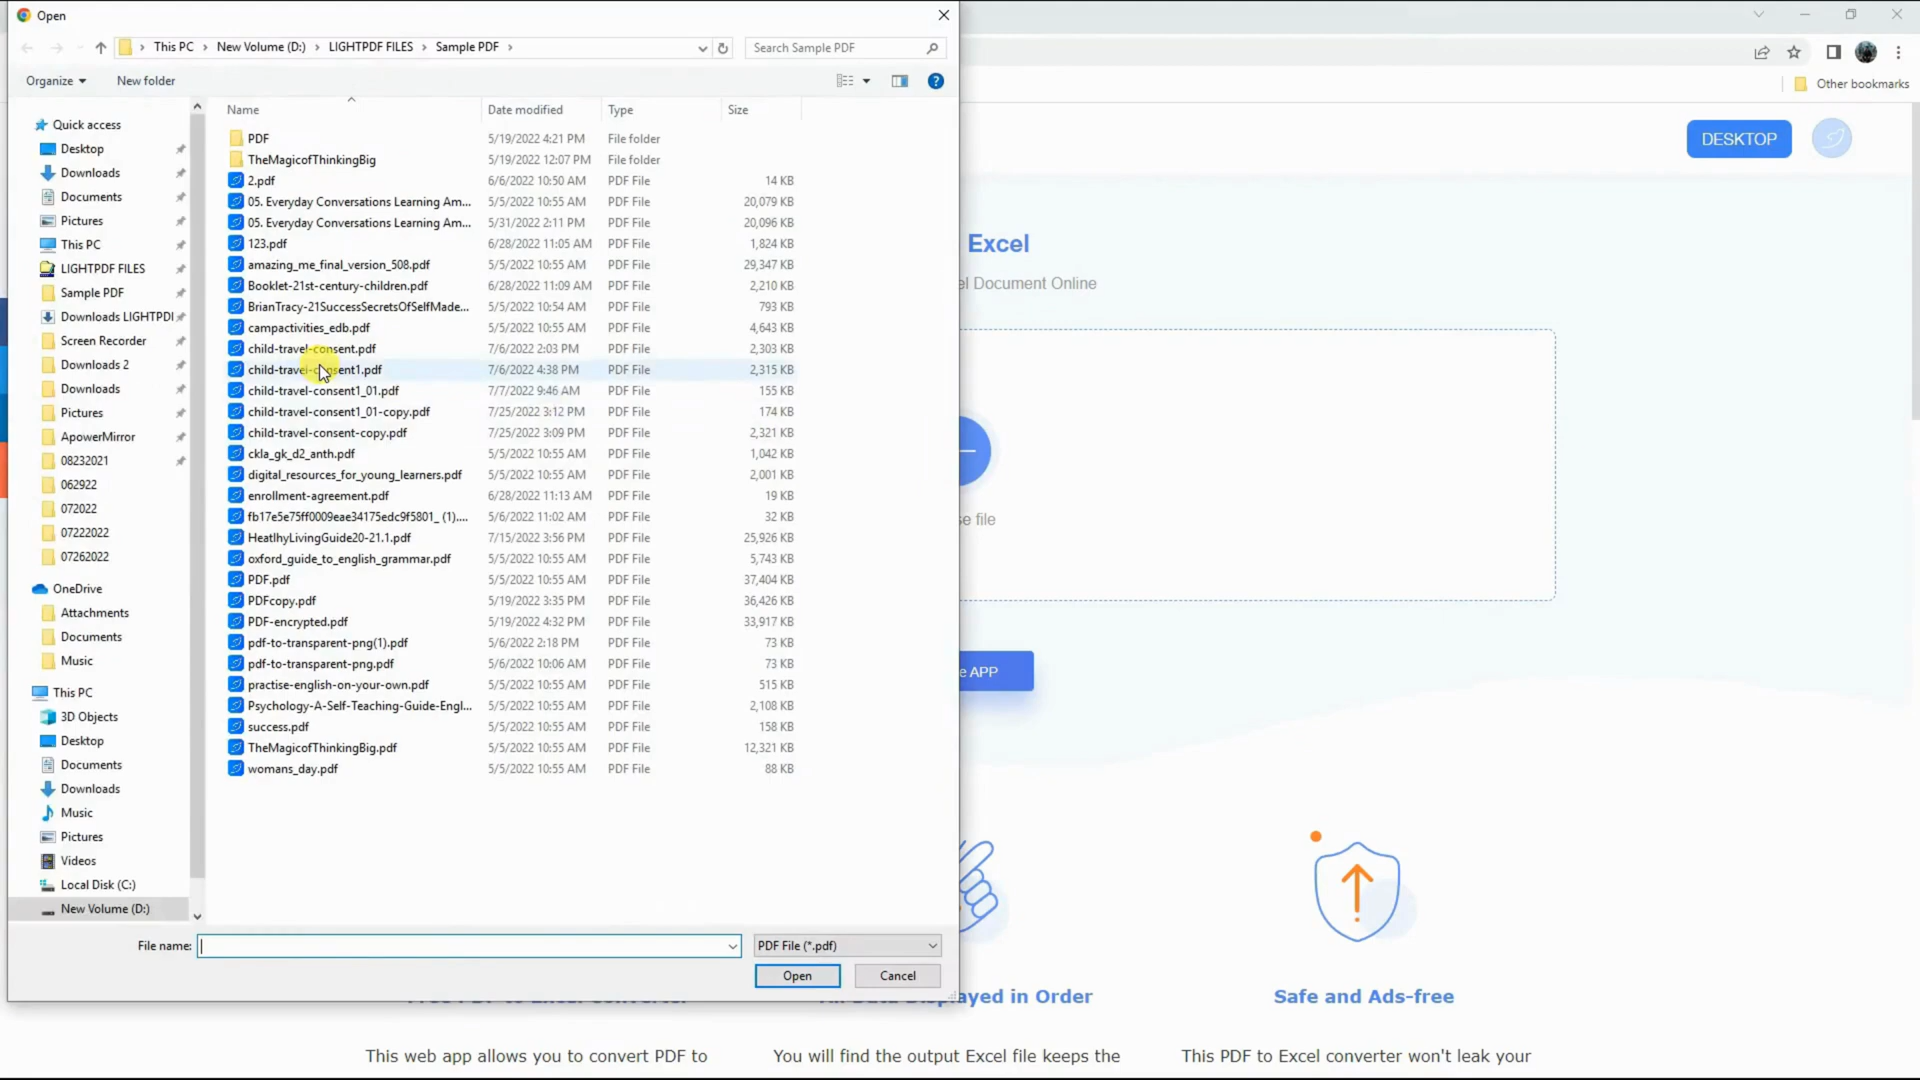 Open
This PC > New Volume (D:) > LIGHTPDF FILES > Sample PDF >
Search Sample PDF
Organize
New folder
Other bookmarks
Quick access
Desktop
Downloads
Documents
Pictures
This PC
LIGHTPDF FILES
Sample PDF
Downloads LIGHTPDI
Screen Recorder
Downloads 2
Downloads
Pictures
ApowerMirror
08232021
062922
072022
07222022
07262022
OneDrive
Attachments
Documents
Music
This PC
3D Objects
Desktop
Documents
Downloads
Music
Pictures
Videos
Local Disk (C:)
New Volume (D:)
Name Date modified Type Size
PDF 5/19/2022 4:21 PM File folder
TheMagicofThinkingBig 5/19/2022 12:07 PM File folder
2.pdf 6/6/2022 10:50 AM PDF File 14 KB
05. Everyday Conversations Learning Am... 5/5/2022 10:55 AM PDF File 20,079 KB
05. Everyday Conversations Learning Am... 5/31/2022 2:11 PM PDF File 20,096 KB
123.pdf 6/28/2022 11:05 AM PDF File 1,824 KB
amazing_me_final_version_508.pdf 5/5/2022 10:55 AM PDF File 29,347 KB
Booklet-21st-century-children.pdf 6/28/2022 11:09 AM PDF File 2,210 KB
BrianTracy-21SuccessSecretsOfSelfMade... 5/5/2022 10:54 AM PDF File 793 KB
campactivities_edb.pdf 5/5/2022 10:55 AM PDF File 4,643 KB
child-travel-consent.pdf 7/6/2022 2:03 PM PDF File 2,303 KB
child-travel-consent1.pdf 7/6/2022 4:38 PM PDF File 2,315 KB
child-travel-consent1_01.pdf 7/7/2022 9:46 AM PDF File 155 KB
child-travel-consent1_01-copy.pdf 7/25/2022 3:12 PM PDF File 174 KB
child-travel-consent-copy.pdf 7/25/2022 3:09 PM PDF File 2,321 KB
ckla_gk_d2_anth.pdf 5/5/2022 10:55 AM PDF File 1,042 KB
digital_resources_for_young_learners.pdf 5/5/2022 10:55 AM PDF File 2,001 KB
enrollment-agreement.pdf 6/28/2022 11:13 AM PDF File 19 KB
fb17e5e75ff0009eae34175edc9f5801_ (1).... 5/6/2022 11:02 AM PDF File 32 KB
HeatlhyLivingGuide20-21.1.pdf 7/15/2022 3:56 PM PDF File 25,926 KB
oxford_guide_to_english_grammar.pdf 5/5/2022 10:55 AM PDF File 5,743 KB
PDF.pdf 5/5/2022 10:55 AM PDF File 37,404 KB
PDFcopy.pdf 5/19/2022 3:35 PM PDF File 36,426 KB
PDF-encrypted.pdf 5/19/2022 4:32 PM PDF File 33,917 KB
pdf-to-transparent-png(1).pdf 5/6/2022 2:18 PM PDF File 73 KB
pdf-to-transparent-png.pdf 5/6/2022 10:06 AM PDF File 73 KB
practise-english-on-your-own.pdf 5/5/2022 10:55 AM PDF File 515 KB
Psychology-A-Self-Teaching-Guide-Engl... 5/5/2022 10:55 AM PDF File 2,108 KB
success.pdf 5/5/2022 10:55 AM PDF File 158 KB
TheMagicofThinkingBig.pdf 5/5/2022 10:55 AM PDF File 12,321 KB
womans_day.pdf 5/5/2022 10:55 AM PDF File 88 KB
File name:
PDF File (*.pdf)
Open
Cancel
DESKTOP
Excel
el Document Online
se file
e APP
ayed in Order
Safe and Ads-free
This web app allows you to convert PDF to
You will find the output Excel file keeps the
This PDF to Excel converter won't leak your